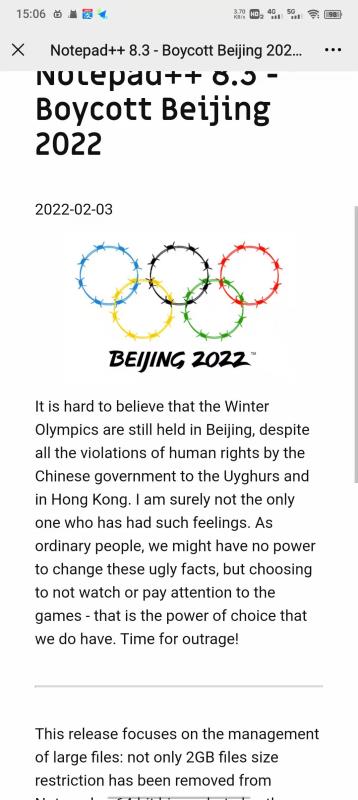 15:06
3.70 KB/s HD 2 4G 5G 98
Notepad++ 8.3 - Boycott Beijing 202...
Notepad++ 8.3 -
Boycott Beijing
2022
2022-02-03
BEIJING 2022™
It is hard to believe that the Winter
Olympics are still held in Beijing, despite
all the violations of human rights by the
Chinese government to the Uyghurs and
in Hong Kong. I am surely not the only
one who has had such feelings. As
ordinary people, we might have no power
to change these ugly facts, but choosing
to not watch or pay attention to the
games - that is the power of choice that
we do have. Time for outrage!
This release focuses on the management
of large files: not only 2GB files size
restriction has been removed from